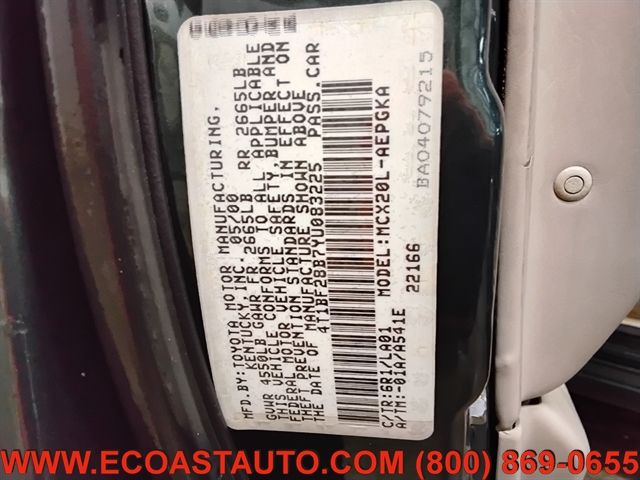 MFD.BY:TOYOTA MOTOR MANUFACTURING,
KENTUCKY,INC. 05/00
GVWR 4550LB GAWR FR 2665LB RR 2665LB
THIS VEHICLE CONFORMS TO ALL APPLICABLE
FEDERAL MOTOR VEHICLE SAFETY, BUMPER AND
THEFT PREVENTION STANDARDS IN EFFECT ON
THE DATE OF MANUFACTURE SHOWN ABOVE
4T1BF28B7YU083225 PASS.CAR
C/TR:6R1/LA01 MODEL:MCX20L-AEPGKA
A/TM:-01A/A541E 22166
BA04079215
WWW.ECOASTAUTO.COM (800) 869-0655